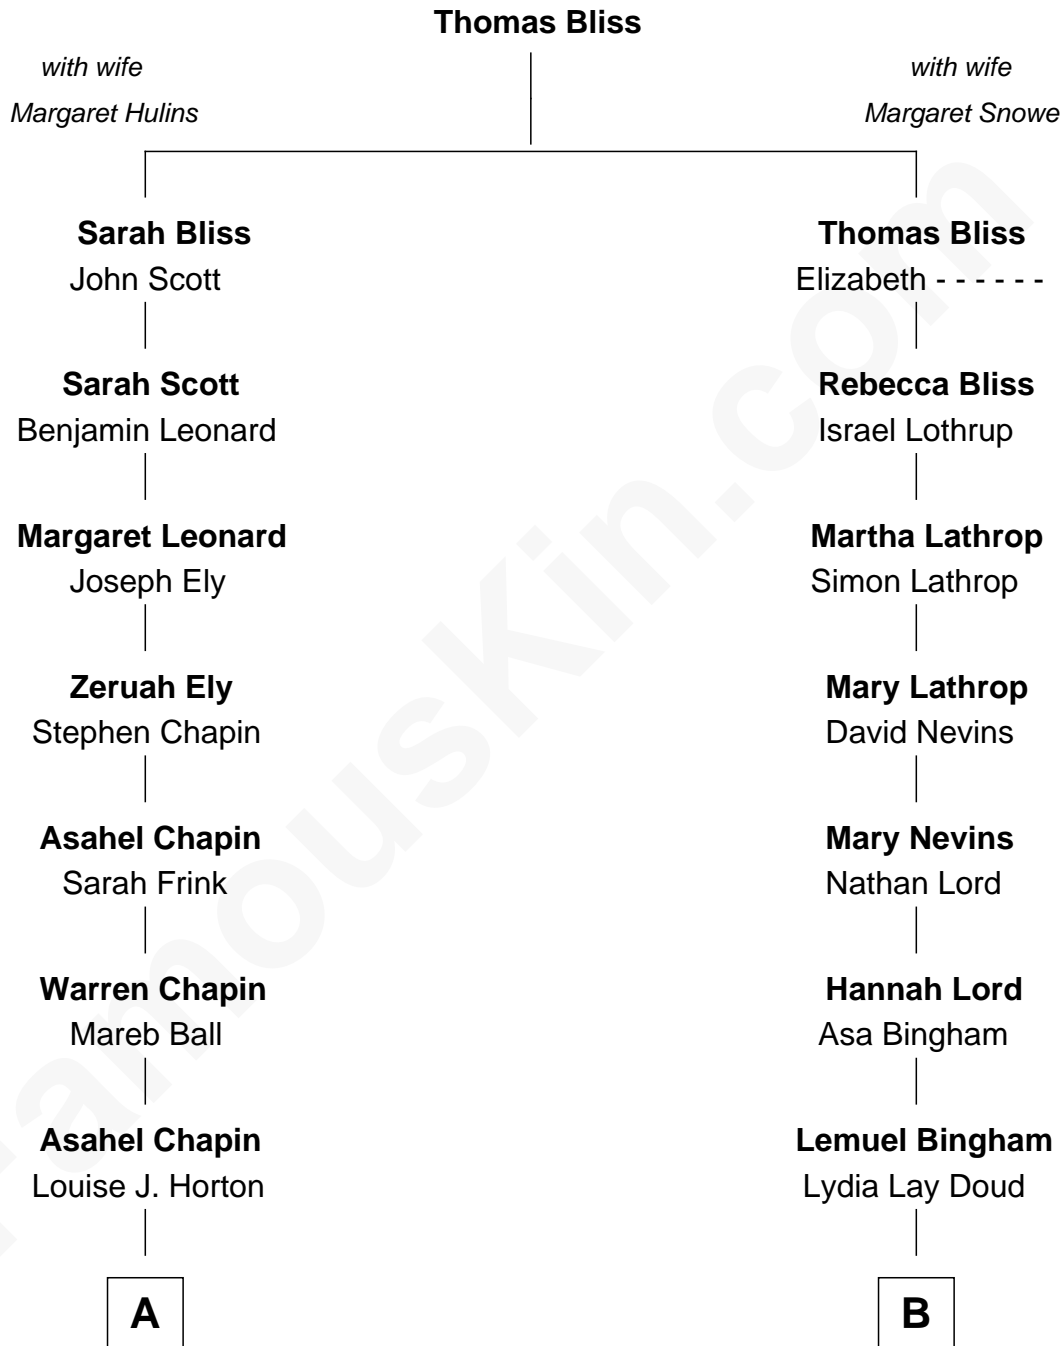 Thomas Bliss
with wife
Margaret Hulins
with wife
Margaret Snowe
Sarah Bliss
John Scott
Thomas Bliss
Elizabeth - - - - - -
Sarah Scott
Benjamin Leonard
Rebecca Bliss
Israel Lothrup
Margaret Leonard
Joseph Ely
Martha Lathrop
Simon Lathrop
Zeruah Ely
Stephen Chapin
Mary Lathrop
David Nevins
Asahel Chapin
Sarah Frink
Mary Nevins
Nathan Lord
Warren Chapin
Mareb Ball
Hannah Lord
Asa Bingham
Asahel Chapin
Louise J. Horton
Lemuel Bingham
Lydia Lay Doud
A
B
FamousKin.com